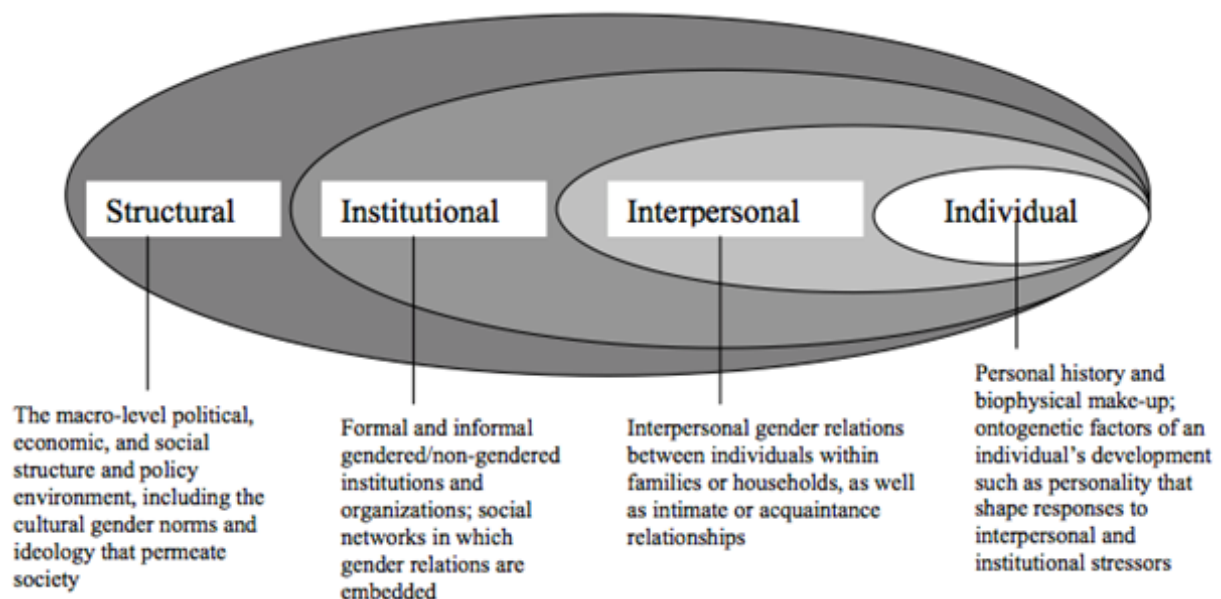 Structural
Institutional
Interpersonal
Individual
The macro-level political,
economic, and social
structure and policy
environment, including the
cultural gender norms and
ideology that permeate
society
Formal and informal
gendered/non-gendered
institutions and
organizations; social
networks in which
gender relations are
embedded
Interpersonal gender relations
between individuals within
families or households, as well
as intimate or acquaintance
relationships
Personal history and
biophysical make-up;
ontogenetic factors of an
individual's development
such as personality that
shape responses to
interpersonal and
institutional stressors